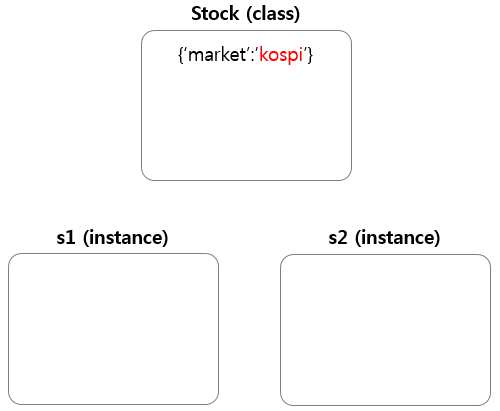 Stock (class)
{‘market’:’kospi’}
s1 (instance)
s2 (instance)